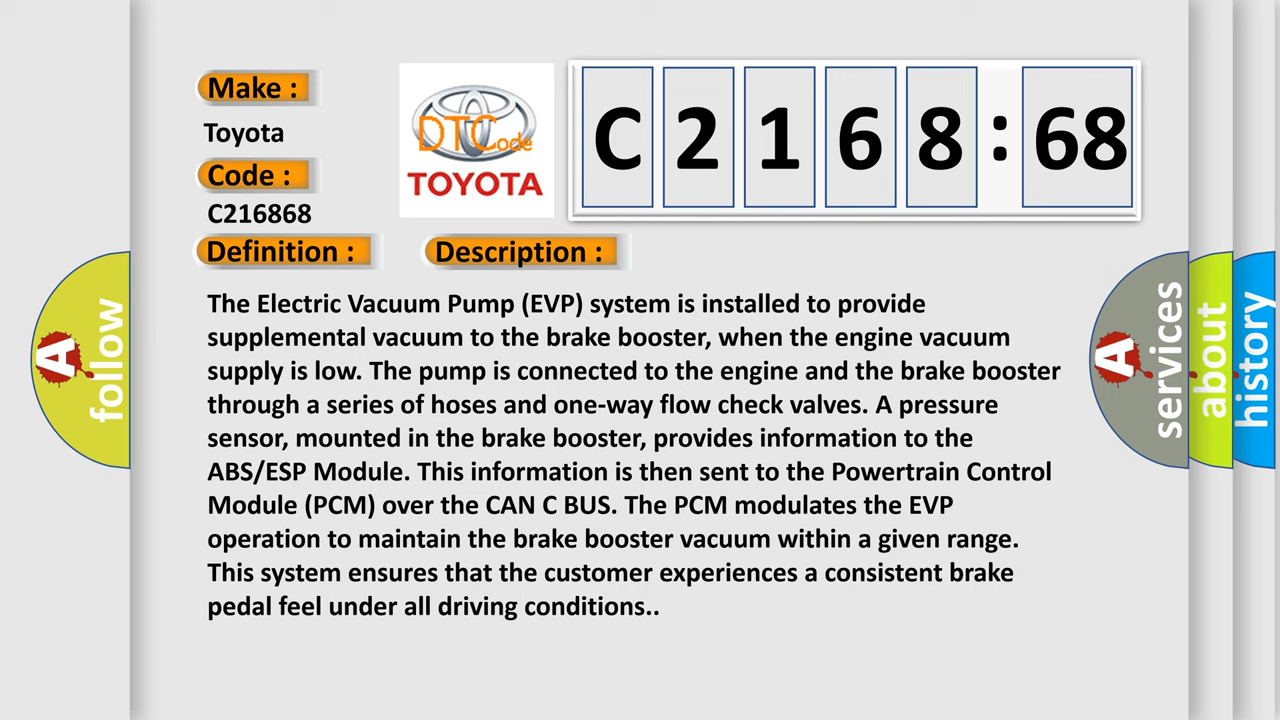 Make :
Toyota
Code :
C216868
DTCode
TOYOTA
C2168:68
Definition :
Description :
The Electric Vacuum Pump (EVP) system is installed to provide
supplemental vacuum to the brake booster, when the engine vacuum
supply is low. The pump is connected to the engine and the brake booster
through a series of hoses and one-way flow check valves. A pressure
sensor, mounted in the brake booster, provides information to the
ABS/ESP Module. This information is then sent to the Powertrain Control
Module (PCM) over the CAN C BUS. The PCM modulates the EVP
operation to maintain the brake booster vacuum within a given range.
This system ensures that the customer experiences a consistent brake
pedal feel under all driving conditions..
A
follow
A
services
about
history